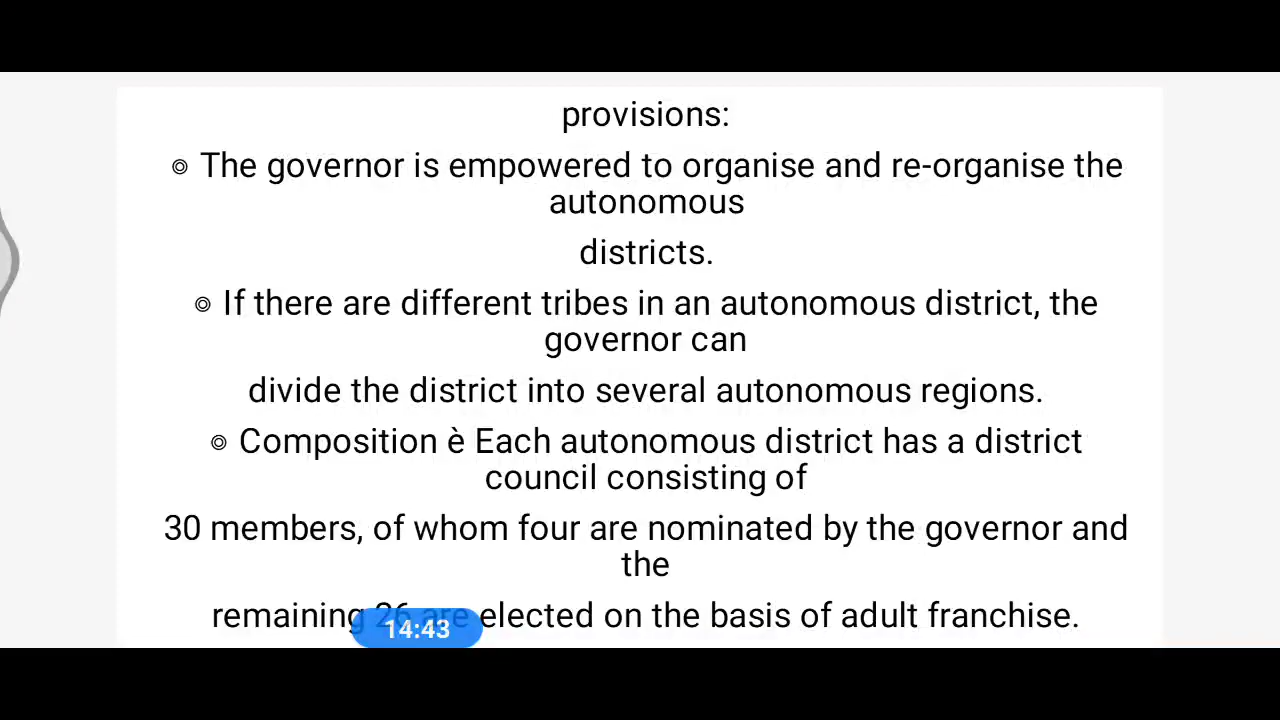 provisions:
⊚ The governor is empowered to organise and re-organise the
autonomous
districts.
⊚ If there are different tribes in an autonomous district, the
governor can
divide the district into several autonomous regions.
⊚ Composition è Each autonomous district has a district
council consisting of
30 members, of whom four are nominated by the governor and
the
remaining 26 are elected on the basis of adult franchise.
14:43